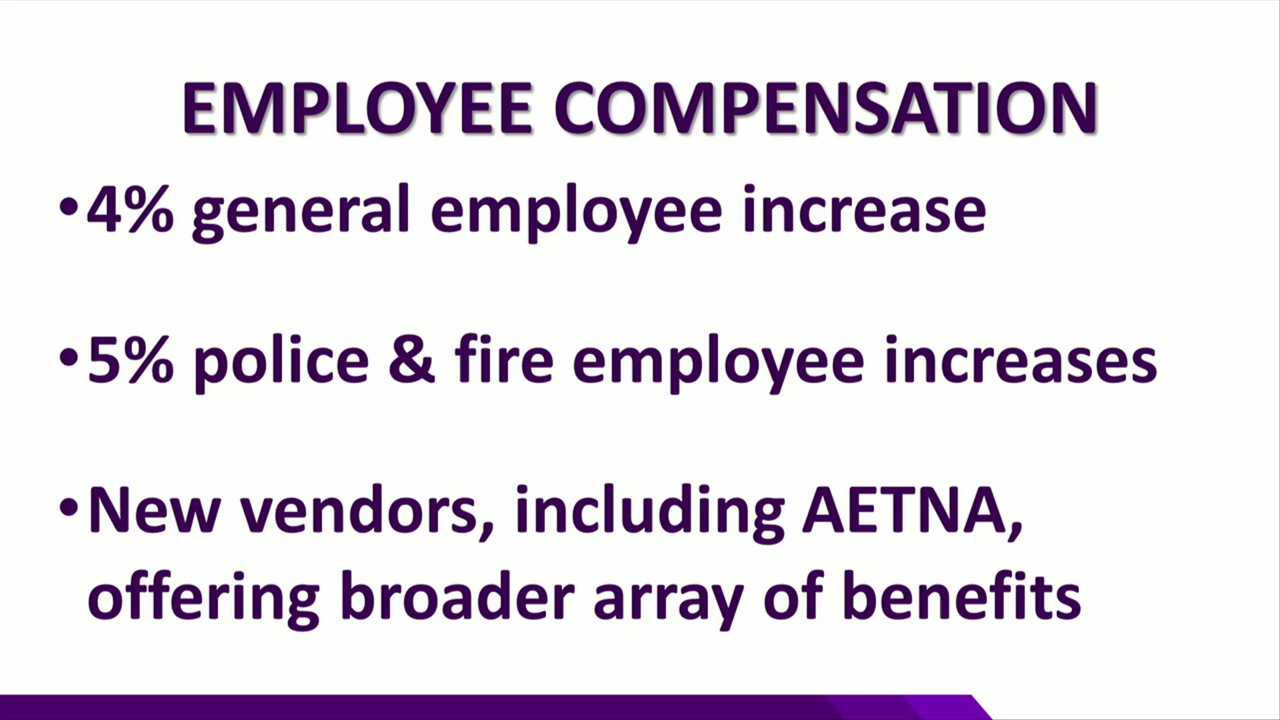 EMPLOYEE COMPENSATION
•4% general employee increase
•5% police & fire employee increases
•New vendors, including AETNA,
offering broader array of benefits